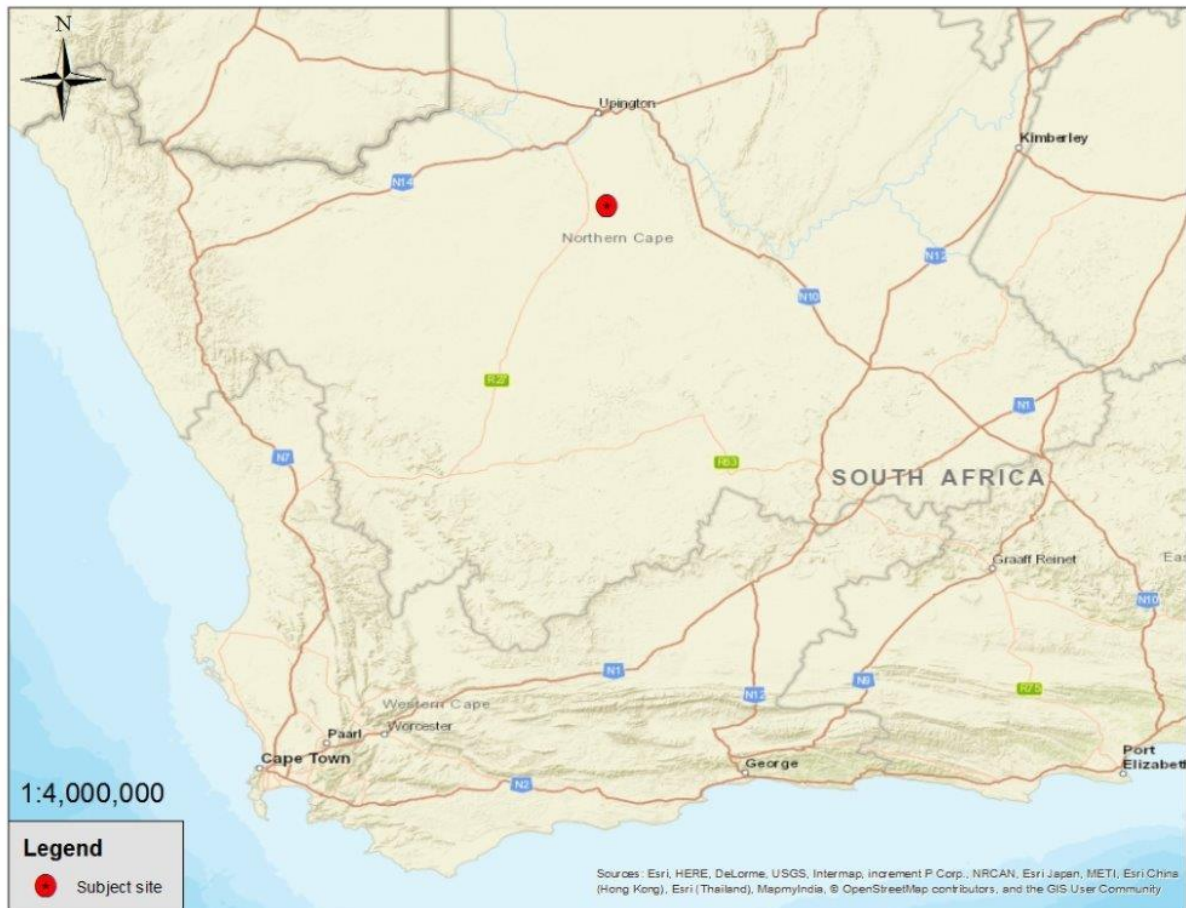 N
Upington
Kimberley
N14
Northern Cape
N12
N10
R27
N1
N7
R63
SOUTH AFRICA
Graaff Reinet
Eas
N10
N1
N9
R75
N12
Western Cape
Worcester
Paarl
Cape Town
George
Port
Elizabeth
N2
1:4,000,000
Legend
Subject site
Sources: Esri, HERE, DeLorme, USGS, Intermap, increment P Corp., NRCAN, Esri Japan, METI, Esri China
(Hong Kong), Esri (Thailand), MapmyIndia, © OpenStreetMap contributors, and the GIS User Community